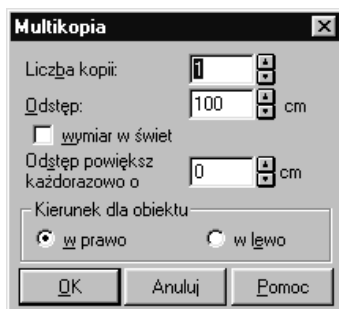 Multikopia
Liczba kopii: 1
Odstęp: 100 cm
wymiar w świet
Odstęp powiększ
każdorazowo o 0 cm
Kierunek dla obiektu
w prawo w lewo
OK Anuluj Pomoc